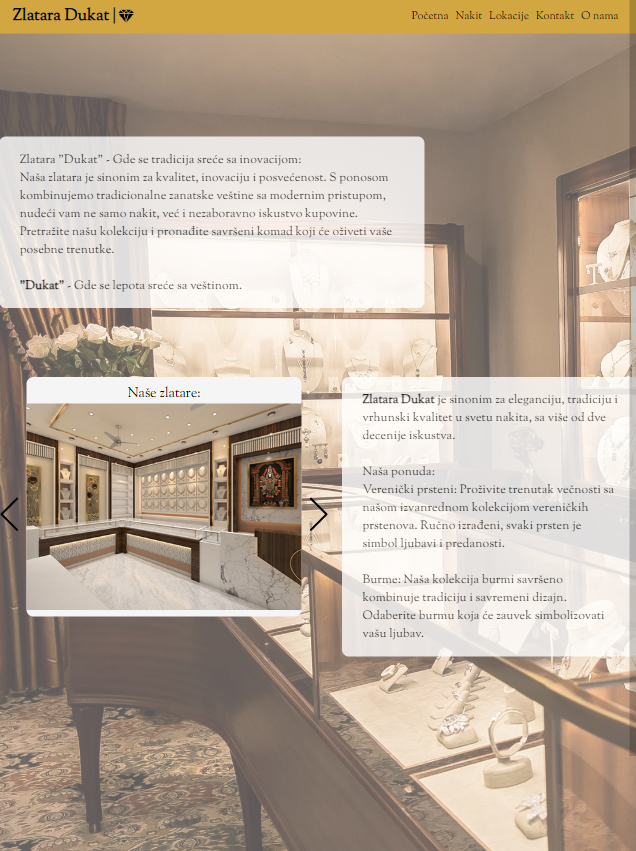 Zlatara Dukat |
Početna Nakit Lokacije Kontakt O nama
Zlatara "Dukat" - Gde se tradicija sreće sa inovacijom:
Naša zlatara je sinonim za kvalitet, inovaciju i posvećenost. S ponosom
kombinujemo tradicionalne zanatske veštine sa modernim pristupom,
nudeći vam ne samo nakit, već i nezaboravno iskustvo kupovine.
Pretražite našu kolekciju i pronađite savršeni komad koji će oživeti vaše
posebne trenutke.
"Dukat" - Gde se lepota sreće sa veštinom.
Naše zlatare:
Zlatara Dukat je sinonim za eleganciju, tradiciju i
vrhunski kvalitet u svetu nakita, sa više od dve
decenije iskustva.
Naša ponuda:
Verenički prsteni: Proživite trenutak večnosti sa
našom izvanrednom kolekcijom vereničkih
prstenova. Ručno izrađeni, svaki prsten je
simbol ljubavi i predanosti.
Burme: Naša kolekcija burmi savršeno
kombinuje tradiciju i savremeni dizajn.
Odaberite burmu koja će zauvek simbolizovati
vašu ljubav.